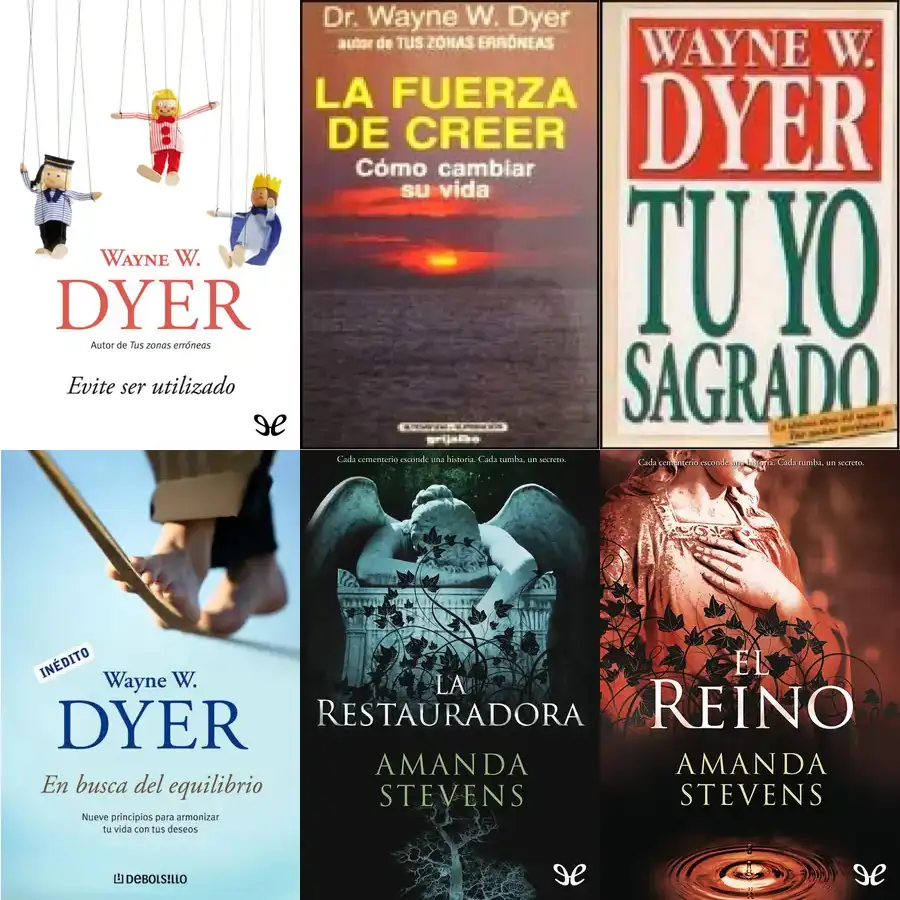 WAYNE W.
DYER
Autor de Tus zonas erróneas
Evite ser utilizado
Dr. Wayne W. Dyer
autor de TUS ZONAS ERRÓNEAS
LA FUERZA
DE CREER
Cómo cambiar
su vida
grijalbo
WAYNE W.
DYER
TU YO
SAGRADO
INÉDITO
Wayne W.
DYER
En busca del equilibrio
Nueve principios para armonizar
tu vida con tus deseos
DEBOLS!LLO
Cada cementerio esconde una historia. Cada tumba, un secreto.
LA
RESTAURADORA
AMANDA
STEVENS
Cada cementerio esconde una historia. Cada tumba, un secreto.
EL
REINO
AMANDA
STEVENS